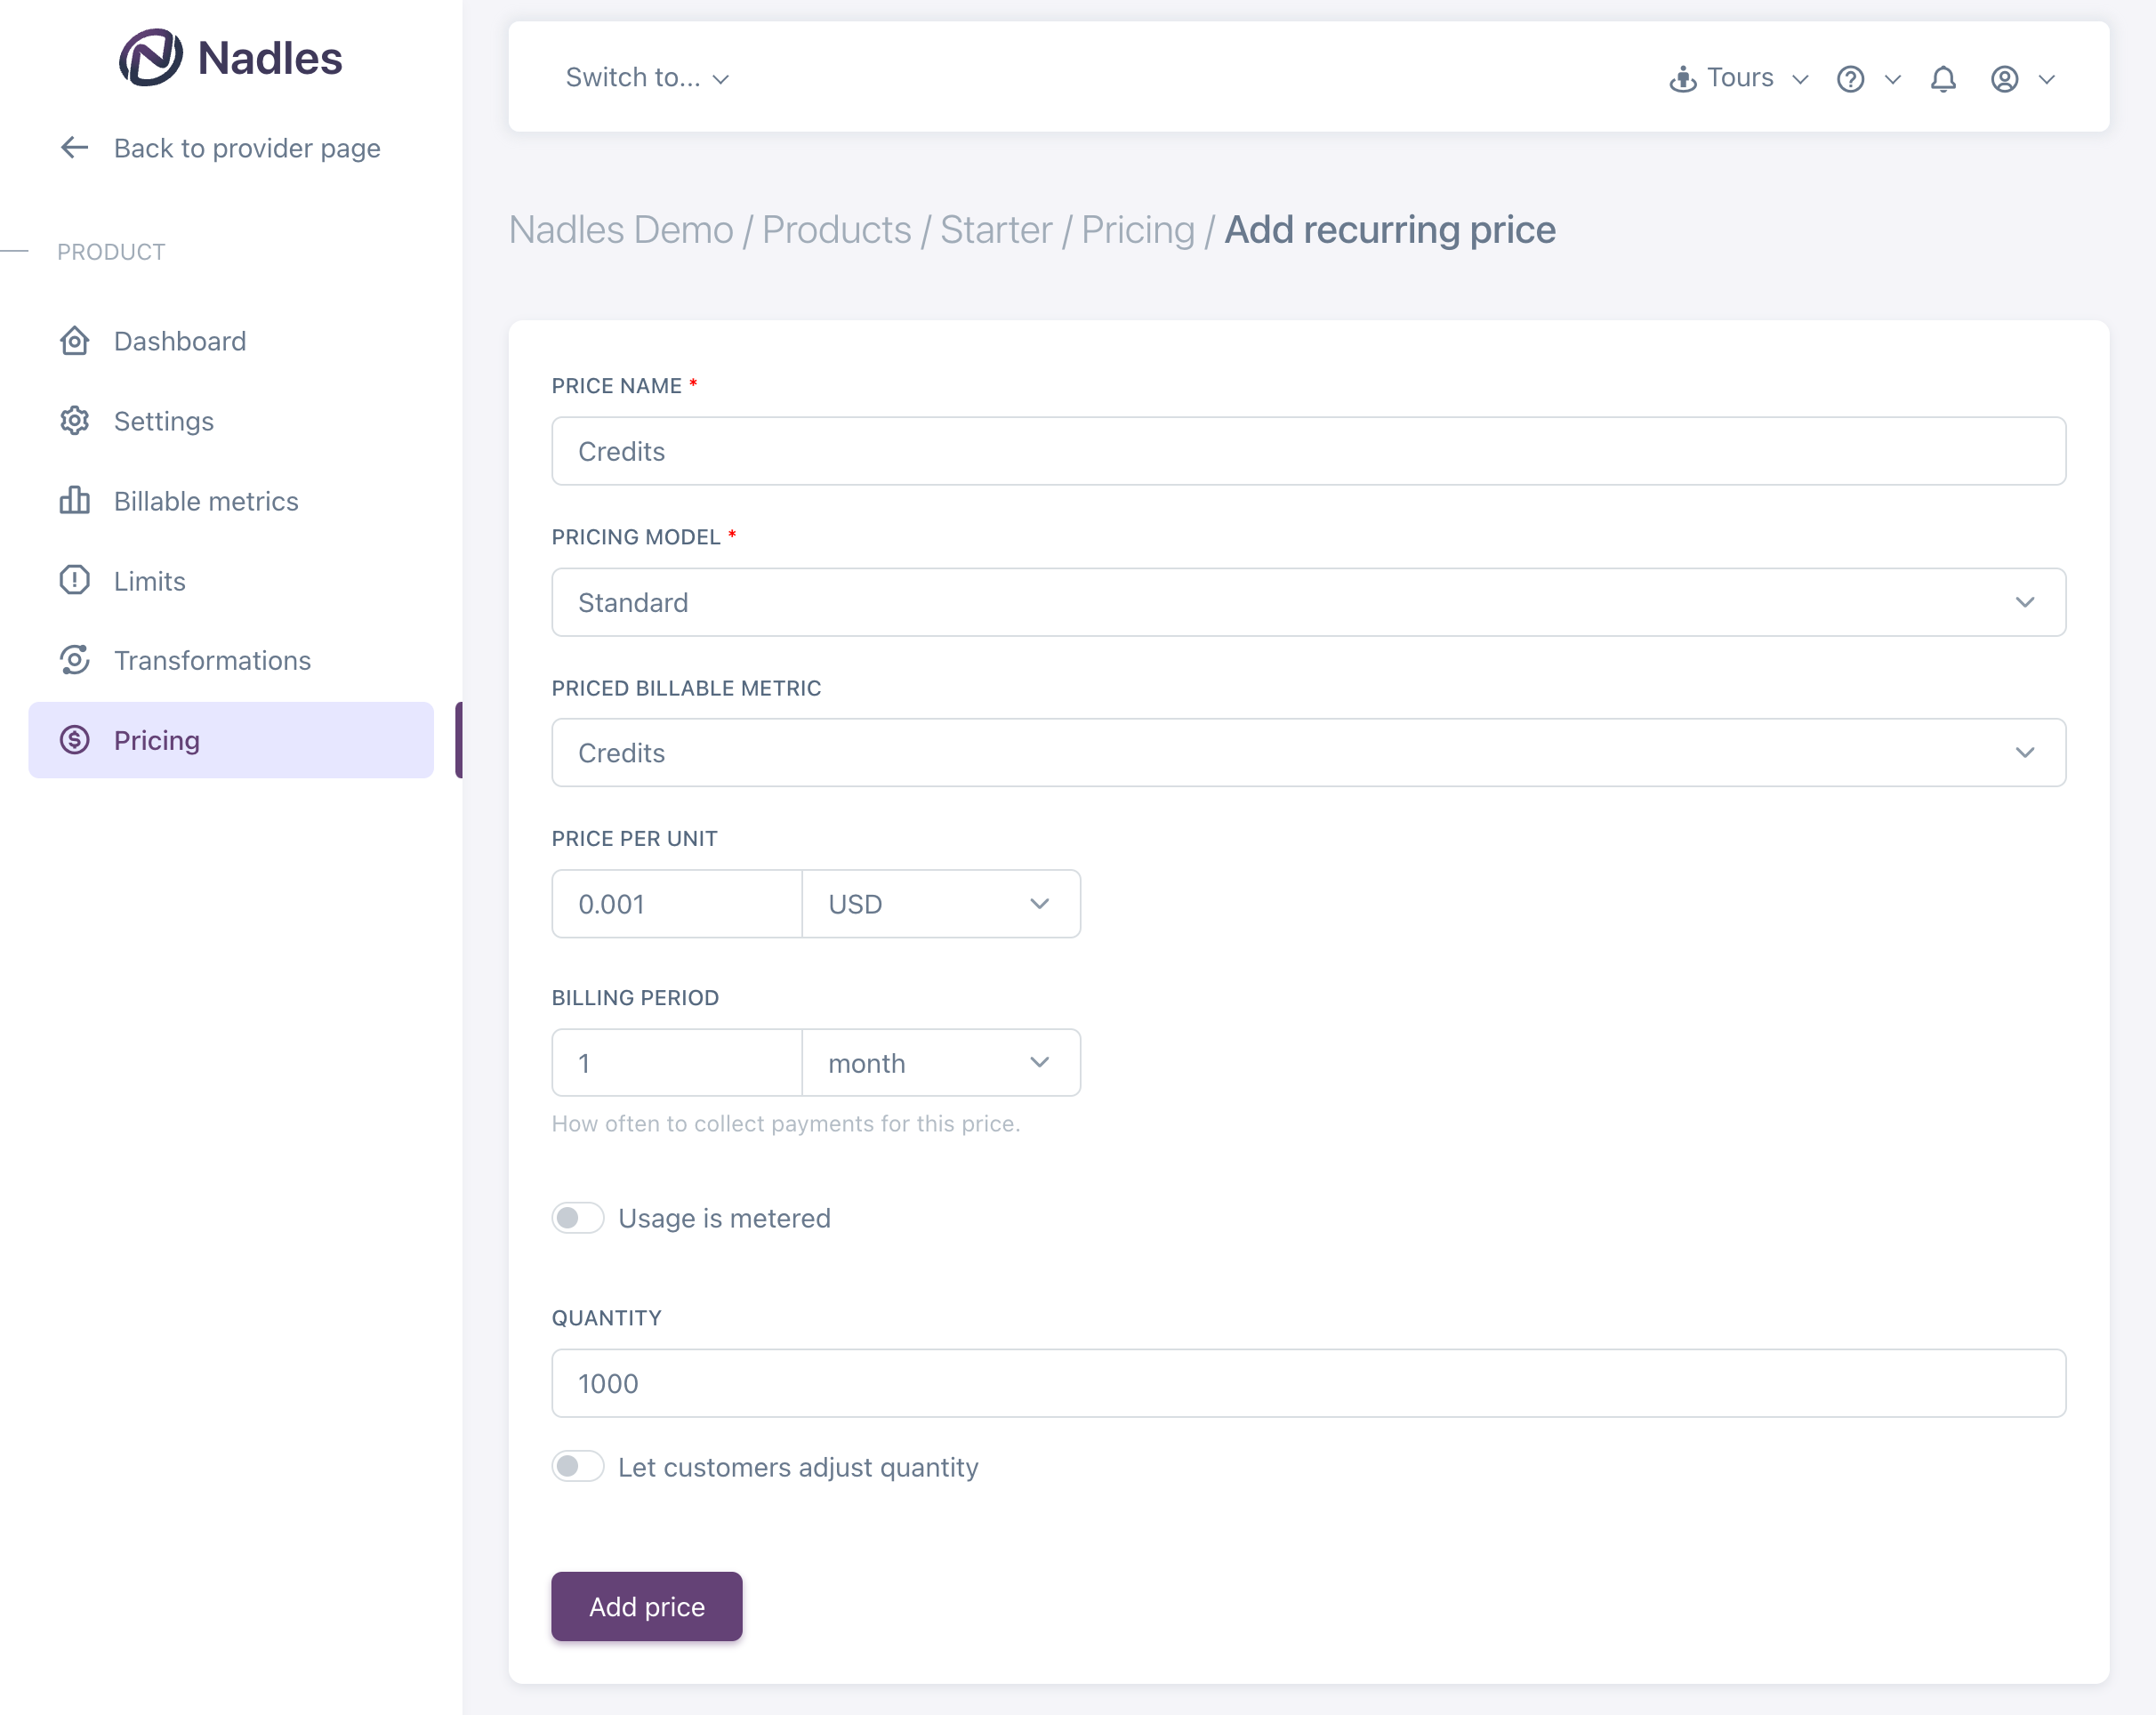 Nadles
Back to provider page
PRODUCT
Dashboard
Settings
Billable metrics
Limits
Transformations
Pricing
Switch to...
Tours
Nadles Demo / Products / Starter / Pricing / Add recurring price
PRICE NAME *
Credits
PRICING MODEL *
Standard
PRICED BILLABLE METRIC
Credits
PRICE PER UNIT
0.001 USD
BILLING PERIOD
1 month
How often to collect payments for this price.
Usage is metered
QUANTITY
1000
Let customers adjust quantity
Add price